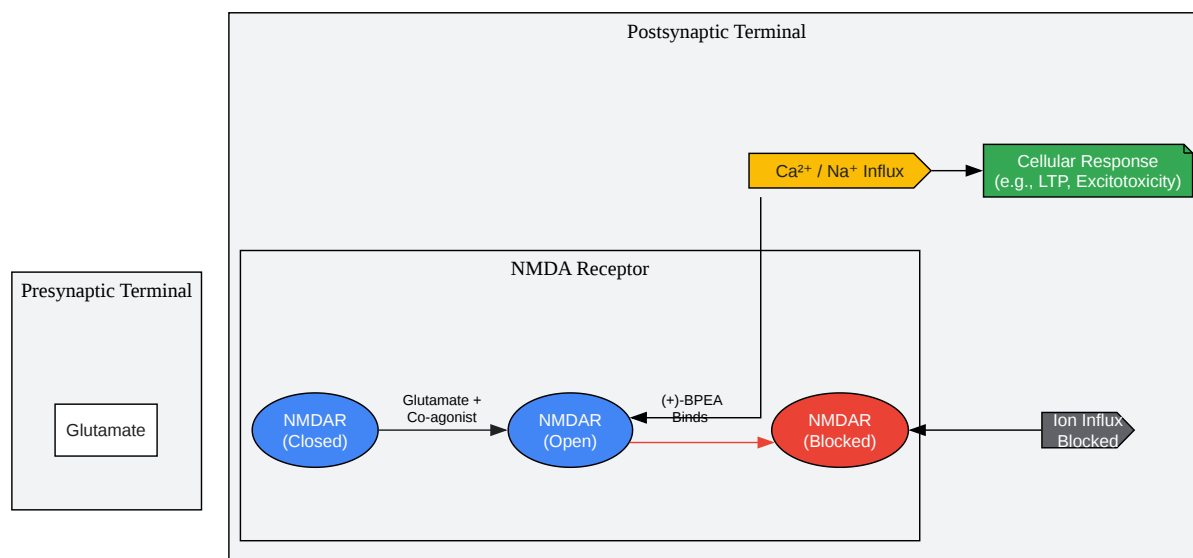 Postsynaptic Terminal
Ca²⁺ / Na⁺ Influx
Cellular Response
(e.g., LTP, Excitotoxicity)
NMDA Receptor
Presynaptic Terminal
Glutamate
NMDAR
(Closed)
Glutamate +
Co-agonist
NMDAR
(Open)
(+)-BPEA
Binds
NMDAR
(Blocked)
Ion Influx
Blocked